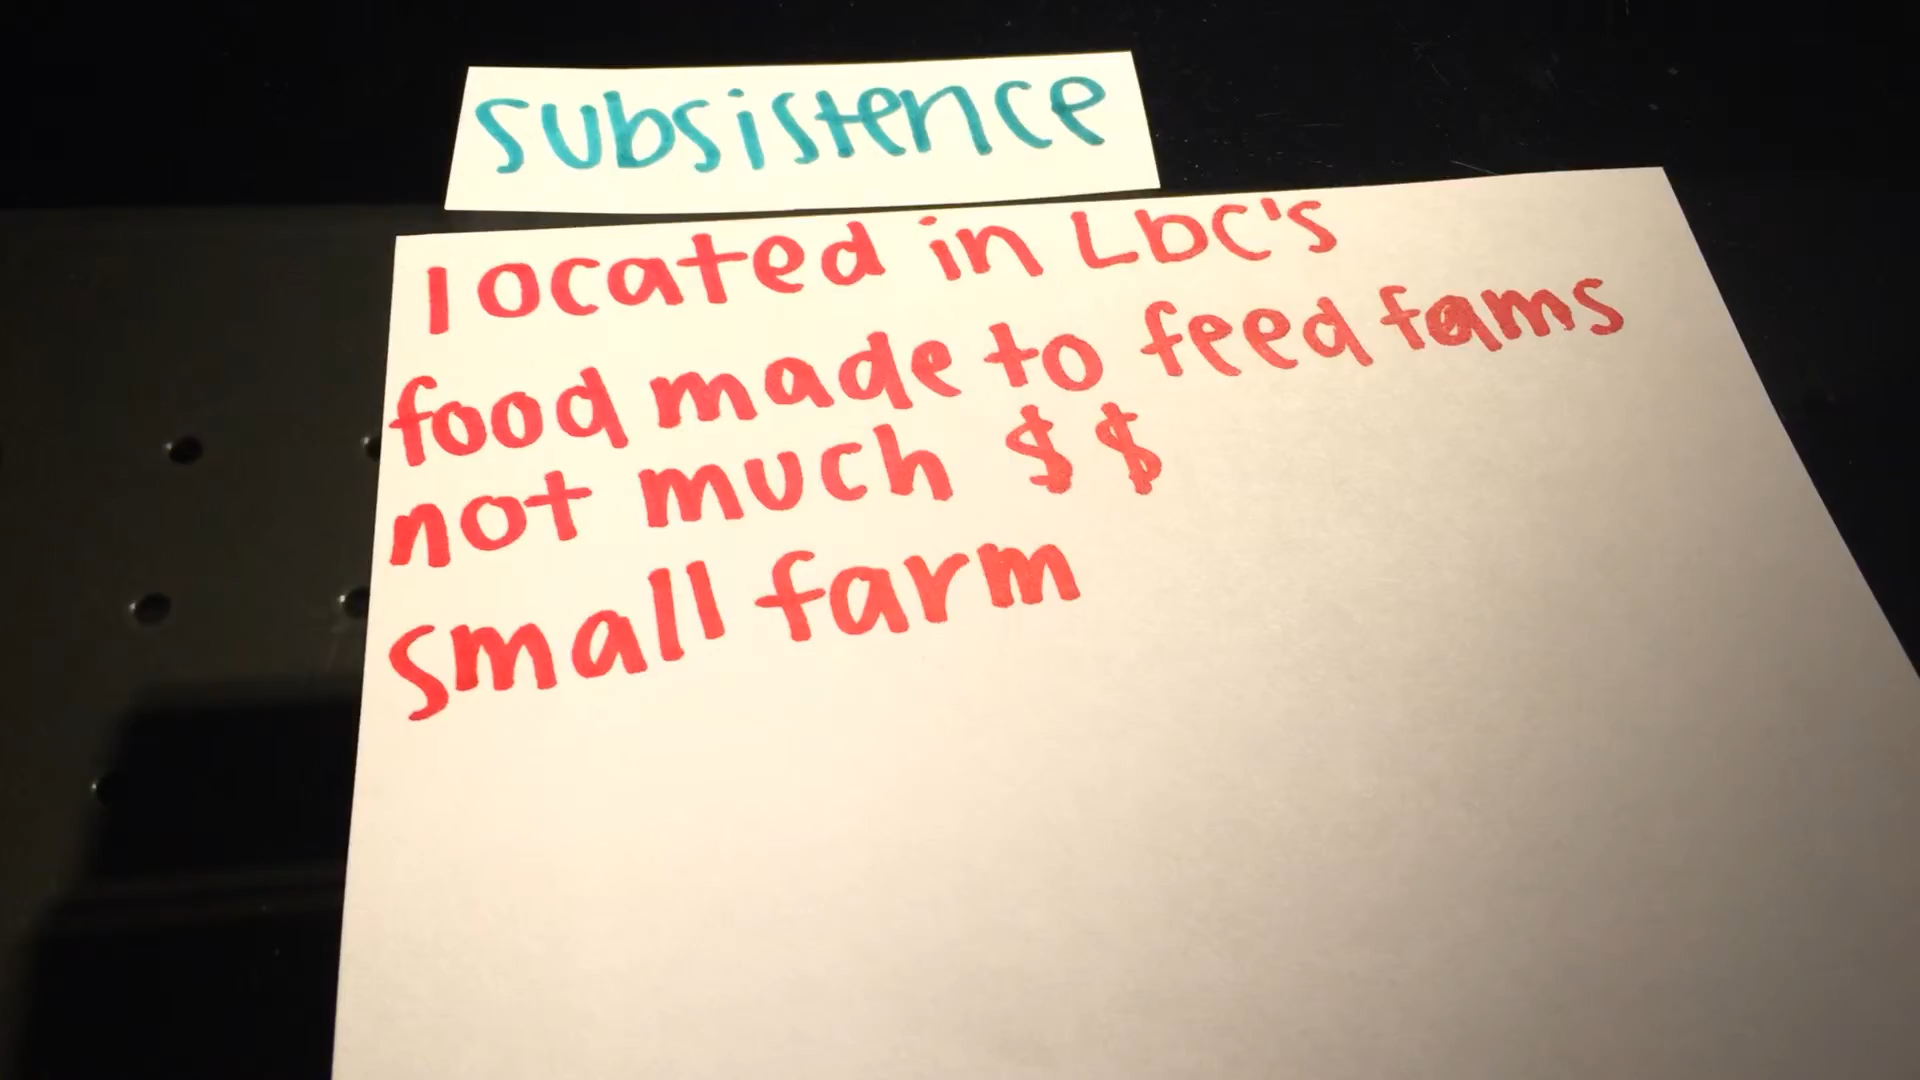 subsistence
located in LDC's
food made to feed fams
not much $$
small farm